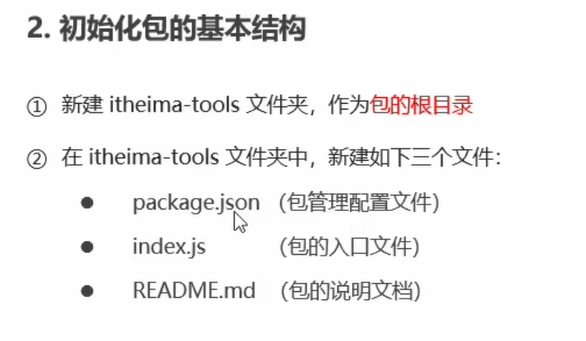 2. 初始化包的基本结构
① 新建 itheima-tools 文件夹，作为包的根目录
② 在 itheima-tools 文件夹中，新建如下三个文件：
● package.json （包管理配置文件）
● index.js （包的入口文件）
● README.md （包的说明文档）